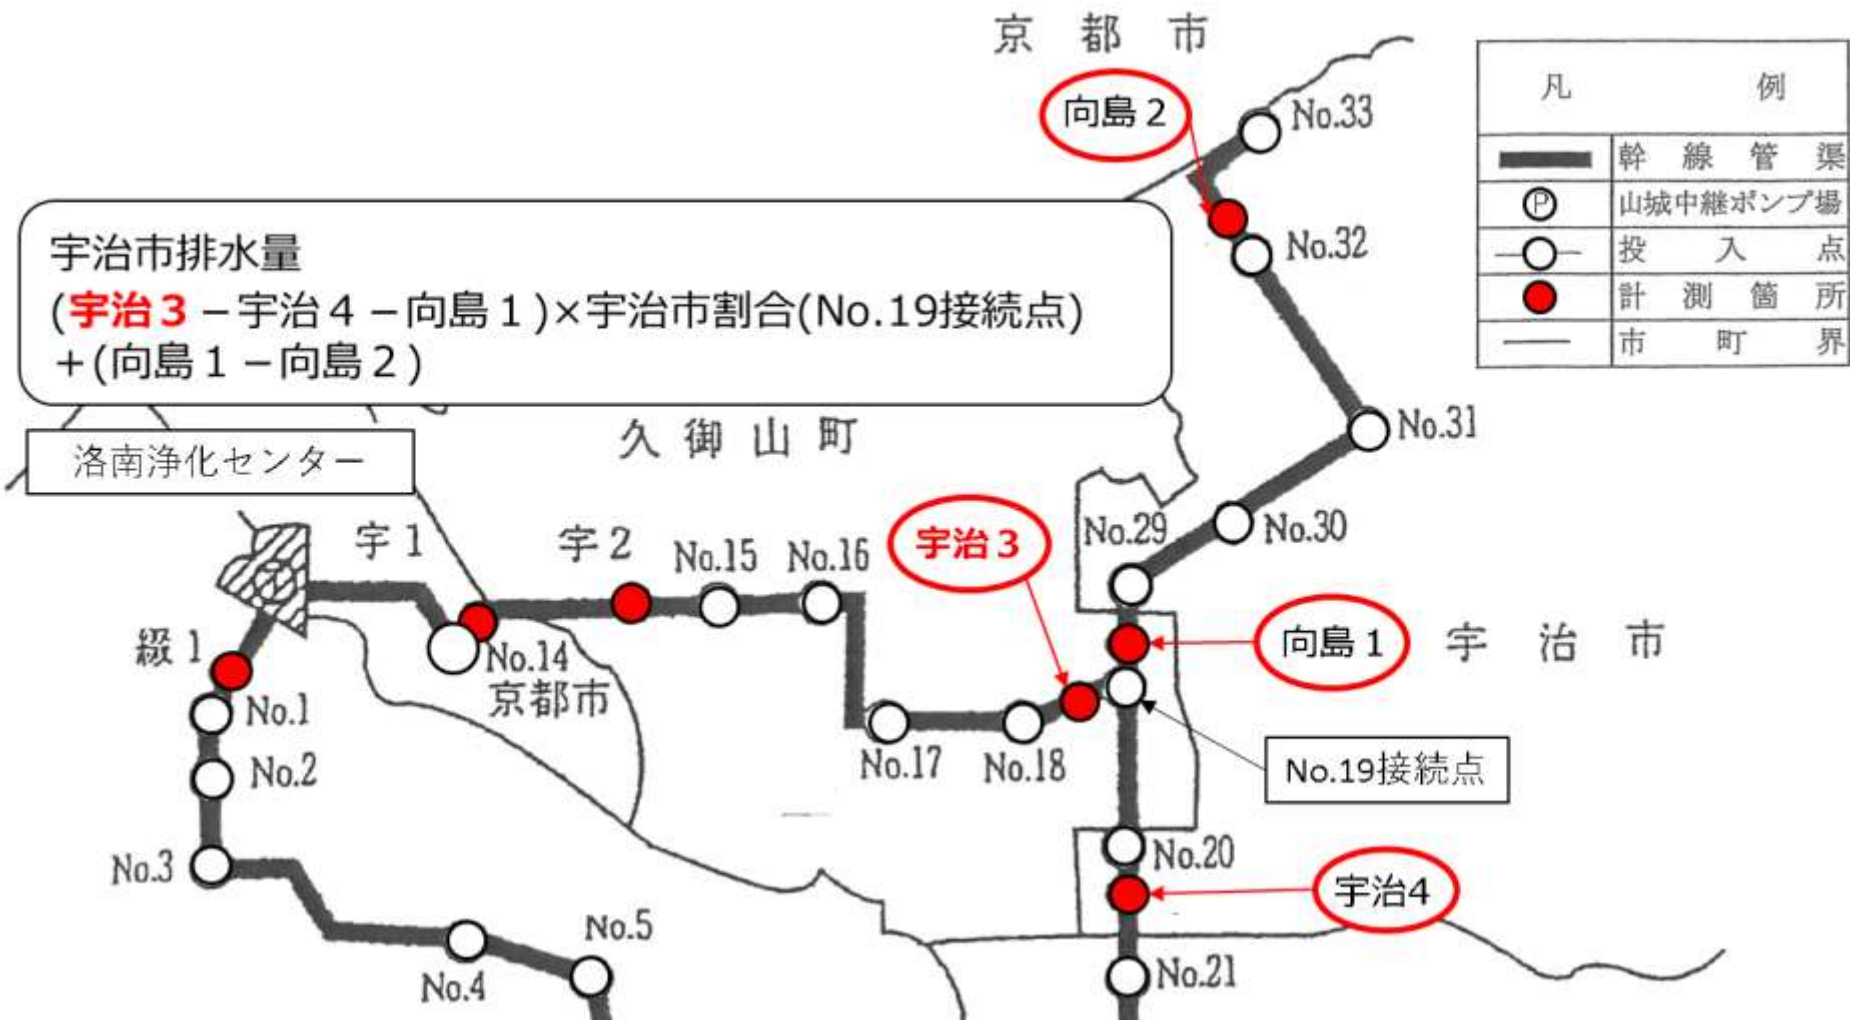 京都市
向島2
No.33
凡例
幹線管渠
P 山城中継ポンプ場
投入点
計測箇所
市町界
No.32
宇治市排水量
(宇治3－宇治4－向島1)×宇治市割合(No.19接続点)
＋(向島1－向島2)
No.31
久御山町
洛南浄化センター
宇治3
No.29
No.30
宇1
宇2
No.15
No.16
向島1
宇治市
綴1
No.14
京都市
No.1
No.17
No.18
No.19接続点
No.2
No.3
No.20
宇治4
No.5
No.4
No.21